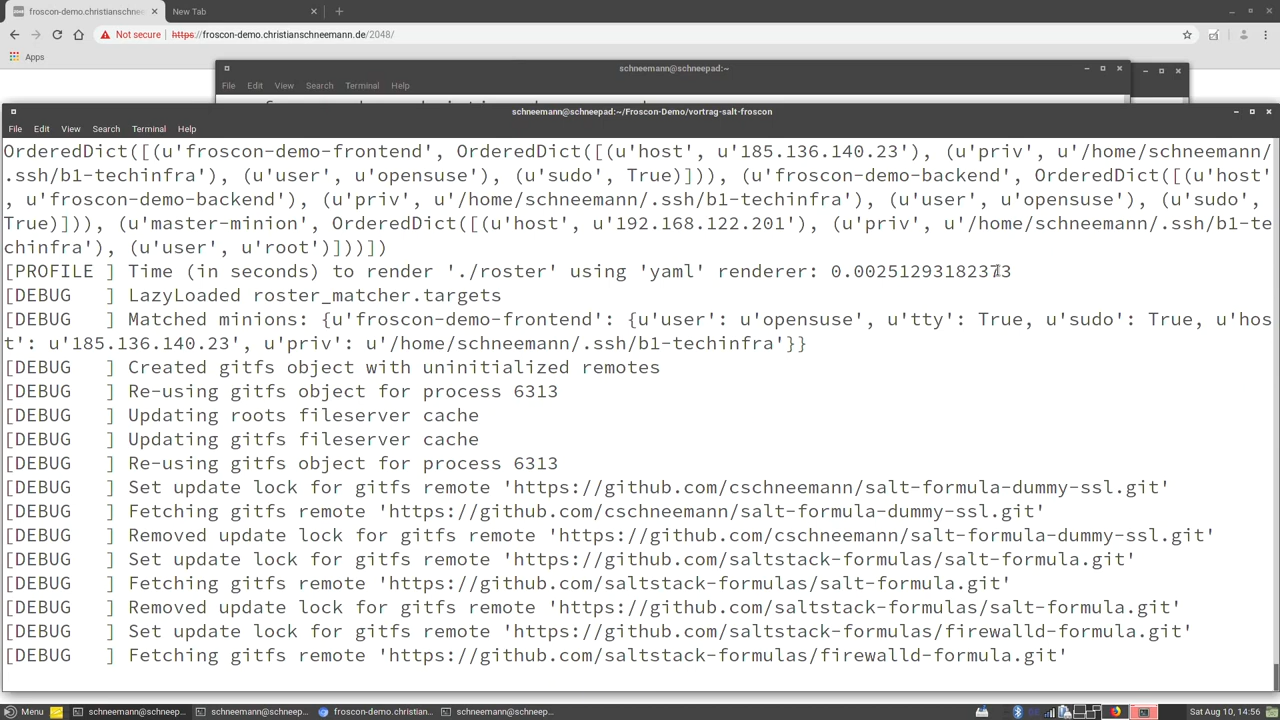 froscon-demo.christianschneemann.de
New Tab
Not secure https://froscon-demo.christianschneemann.de/2048/
Apps
schneemann@schneepad:~
File Edit View Search Terminal Help
schneemann@schneepad:~/Froscon-Demo/vortrag-salt-froscon
File Edit View Search Terminal Help
OrderedDict([(u'froscon-demo-frontend', OrderedDict([(u'host', u'185.136.140.23'), (u'priv', u'/home/schneemann/
.ssh/b1-techinfra'), (u'user', u'opensuse'), (u'sudo', True)])), (u'froscon-demo-backend', OrderedDict([(u'host'
, u'froscon-demo-backend'), (u'priv', u'/home/schneemann/.ssh/b1-techinfra'), (u'user', u'opensuse'), (u'sudo',
True)])), (u'master-minion', OrderedDict([(u'host', u'192.168.122.201'), (u'priv', u'/home/schneemann/.ssh/b1-te
chinfra'), (u'user', u'root')]))])
[PROFILE ] Time (in seconds) to render './roster' using 'yaml' renderer: 0.00251293182373
[DEBUG   ] LazyLoaded roster_matcher.targets
[DEBUG   ] Matched minions: {u'froscon-demo-frontend': {u'user': u'opensuse', u'tty': True, u'sudo': True, u'hos
t': u'185.136.140.23', u'priv': u'/home/schneemann/.ssh/b1-techinfra'}}
[DEBUG   ] Created gitfs object with uninitialized remotes
[DEBUG   ] Re-using gitfs object for process 6313
[DEBUG   ] Updating roots fileserver cache
[DEBUG   ] Updating gitfs fileserver cache
[DEBUG   ] Re-using gitfs object for process 6313
[DEBUG   ] Set update lock for gitfs remote 'https://github.com/cschneemann/salt-formula-dummy-ssl.git'
[DEBUG   ] Fetching gitfs remote 'https://github.com/cschneemann/salt-formula-dummy-ssl.git'
[DEBUG   ] Removed update lock for gitfs remote 'https://github.com/cschneemann/salt-formula-dummy-ssl.git'
[DEBUG   ] Set update lock for gitfs remote 'https://github.com/saltstack-formulas/salt-formula.git'
[DEBUG   ] Fetching gitfs remote 'https://github.com/saltstack-formulas/salt-formula.git'
[DEBUG   ] Removed update lock for gitfs remote 'https://github.com/saltstack-formulas/salt-formula.git'
[DEBUG   ] Set update lock for gitfs remote 'https://github.com/saltstack-formulas/firewalld-formula.git'
[DEBUG   ] Fetching gitfs remote 'https://github.com/saltstack-formulas/firewalld-formula.git'
Menu schneemann@schneepa... schneemann@schneepa... froscon-demo.christian... schneemann@schneepa... Sat Aug 10, 14:56